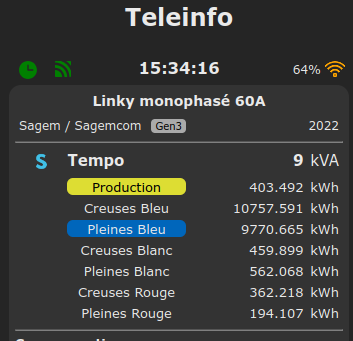 Teleinfo
15:34:16 64%
Linky monophasé 60A
Sagem / Sagemcom Gen3 2022
S Tempo 9 kVA
Production 403.492 kWh
Creuses Bleu 10757.591 kWh
Pleines Bleu 9770.665 kWh
Creuses Blanc 459.899 kWh
Pleines Blanc 562.068 kWh
Creuses Rouge 362.218 kWh
Pleines Rouge 194.107 kWh